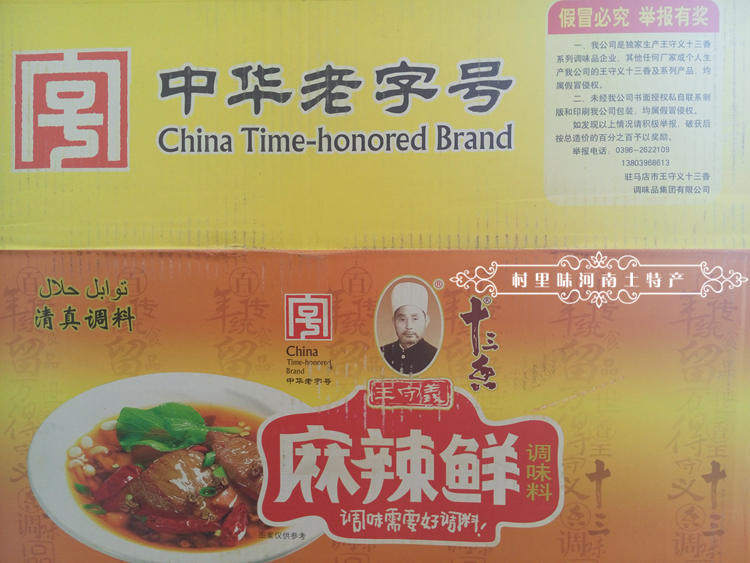 中华老字号
China Time-honored Brand
假冒必究 举报有奖
一、我公司是独家生产王守义十三香
系列调味品企业，其他任何厂家或个人生
产我公司的王守义十三香及系列产品，均
属假冒侵权。
二、未经我公司书面授权私自联系制
版和印刷我公司包装，均属假冒侵权。
如发现以上情况请积极举报，破获后
按总造价的百分之百予以奖励。
举报电话：0396-2622109
13803968613
驻马店市王守义十三香
调味品集团有限公司
村里味河南土特产
توابل حلال
清真调料
China
Time-honored
Brand
中华老字号
®
十三香
王守義
麻辣鲜
调味料
调味需要好调料！
主案仅供参考